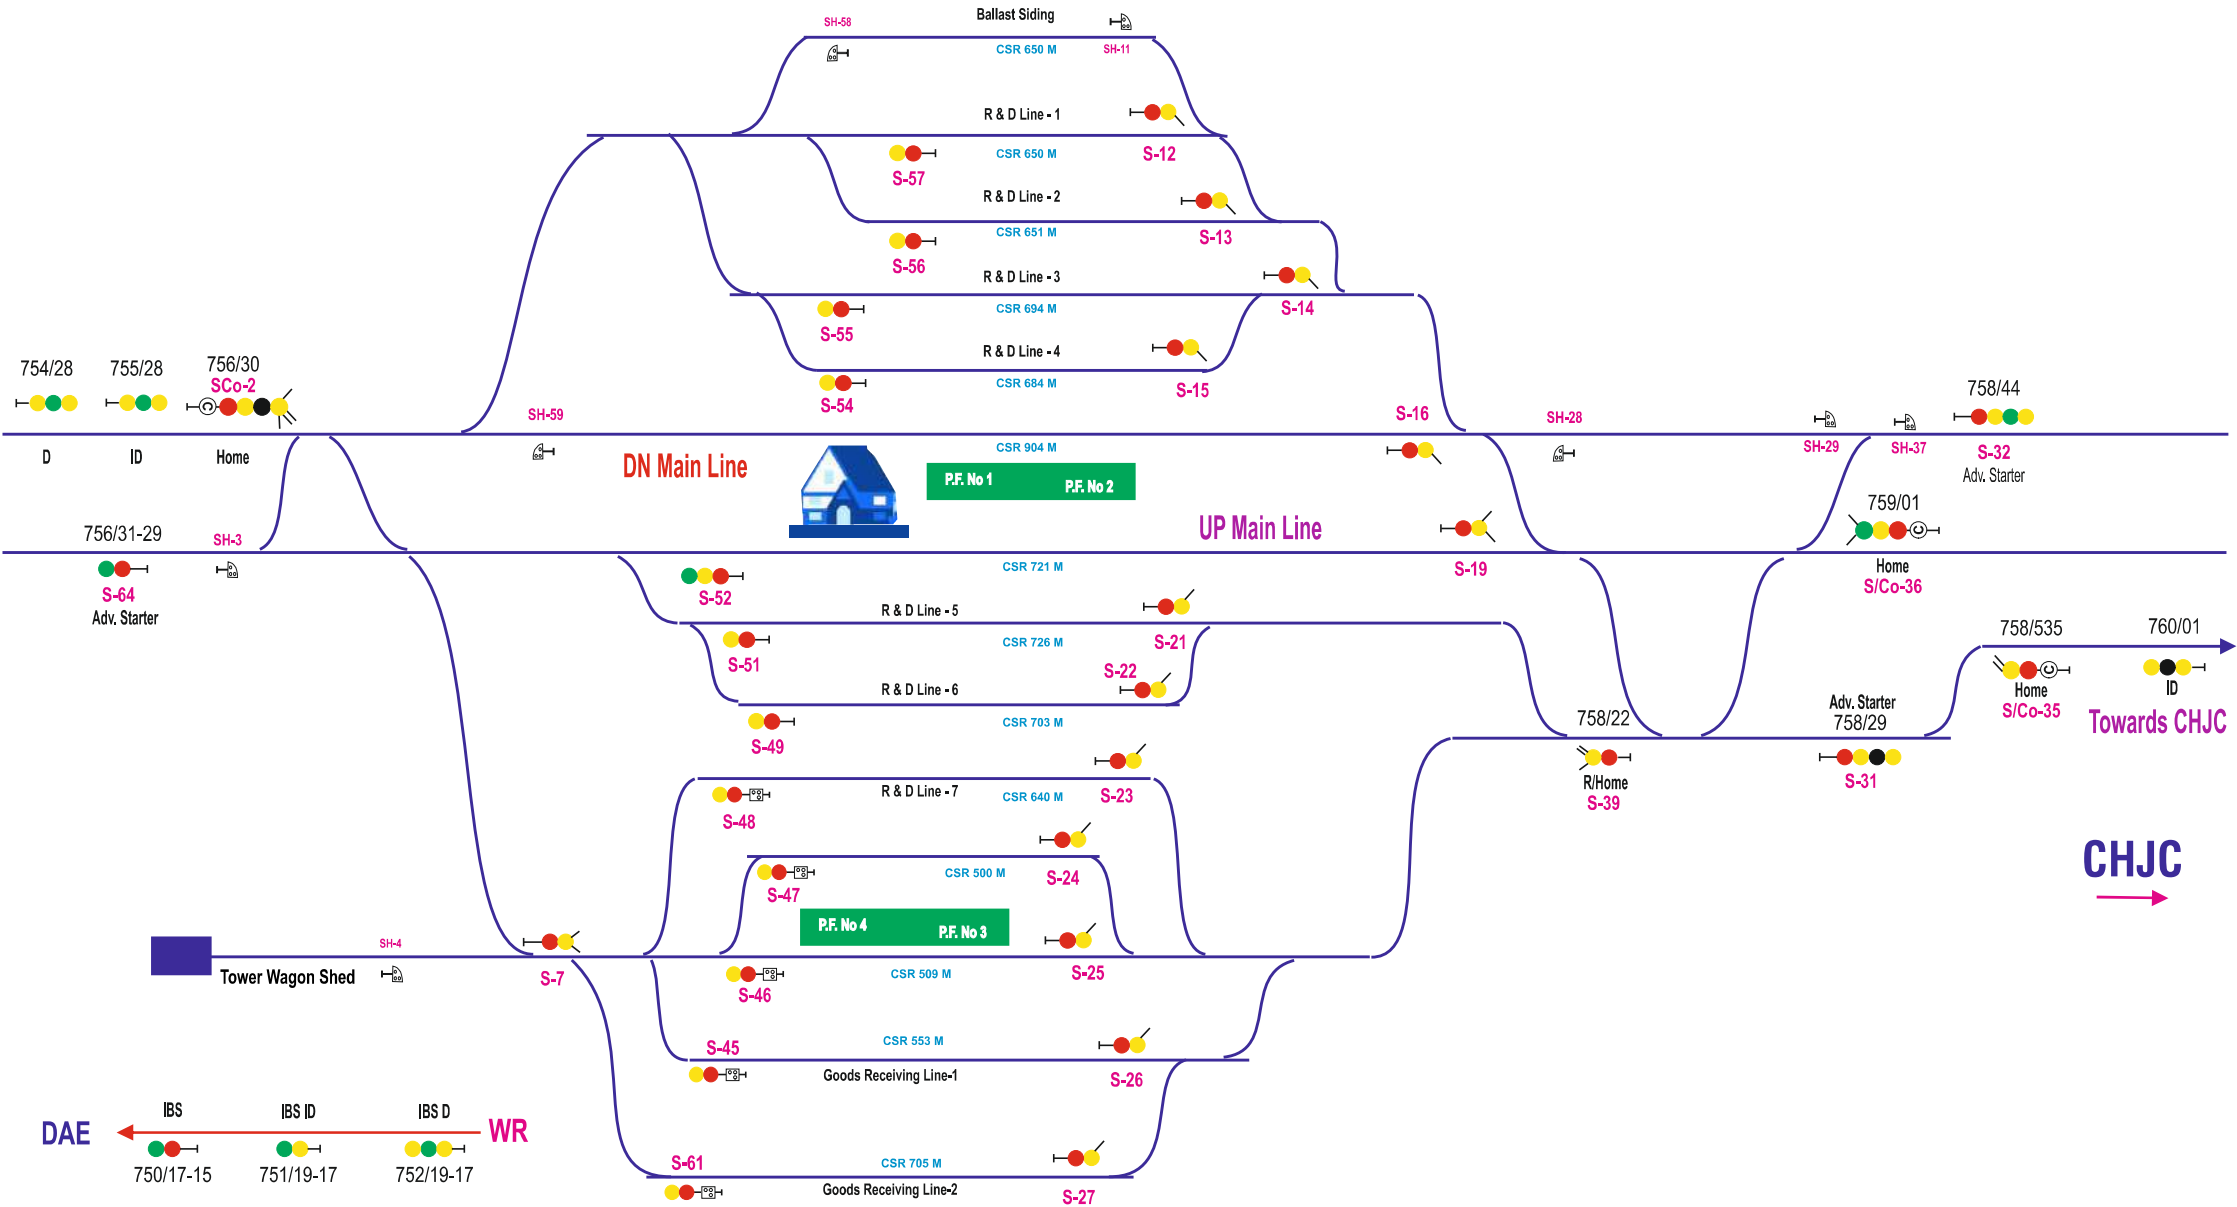 Ballast Siding
SH-58
CSR 650 M
SH-11
R & D Line - 1
S-12
CSR 650 M
S-57
R & D Line - 2
S-13
CSR 651 M
S-56
R & D Line - 3
S-14
CSR 694 M
S-55
R & D Line - 4
S-15
CSR 684 M
S-54
754/28
755/28
756/30
SCo-2
C
D
ID
Home
SH-59
DN Main Line
CSR 904 M
P.F. No 1
P.F. No 2
S-16
SH-28
SH-29
SH-37
758/44
S-32
Adv. Starter
756/31-29
SH-3
S-64
Adv. Starter
UP Main Line
S-19
759/01
C
Home
S/Co-36
CSR 721 M
S-52
R & D Line - 5
S-21
CSR 726 M
S-51
S-22
R & D Line - 6
CSR 703 M
S-49
758/22
R/Home
S-39
Adv. Starter
758/29
S-31
758/535
C
Home
S/Co-35
760/01
ID
Towards CHJC
R & D Line - 7
CSR 640 M
S-23
S-48
CSR 500 M
S-24
S-47
CHJC
P.F. No 4
P.F. No 3
SH-4
Tower Wagon Shed
S-7
S-46
CSR 509 M
S-25
S-45
CSR 553 M
Goods Receiving Line-1
S-26
S-61
CSR 705 M
Goods Receiving Line-2
S-27
IBS
IBS ID
IBS D
DAE
WR
750/17-15
751/19-17
752/19-17